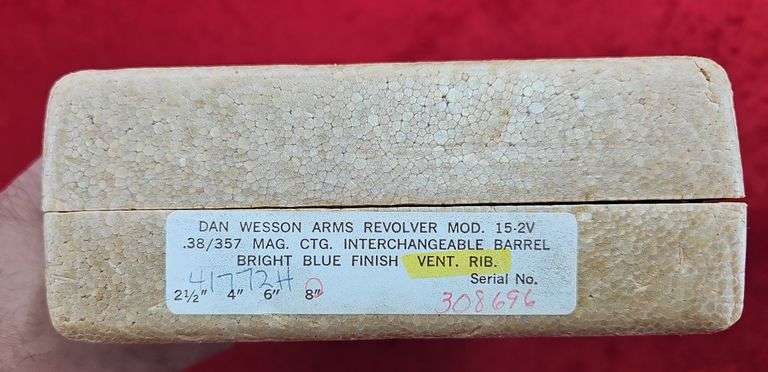 DAN WESSON ARMS REVOLVER MOD. 15-2V
.38/357 MAG. CTG. INTERCHANGEABLE BARREL
BRIGHT BLUE FINISH VENT. RIB.
41772H Serial No.
2½" 4" 6" 8" 308696